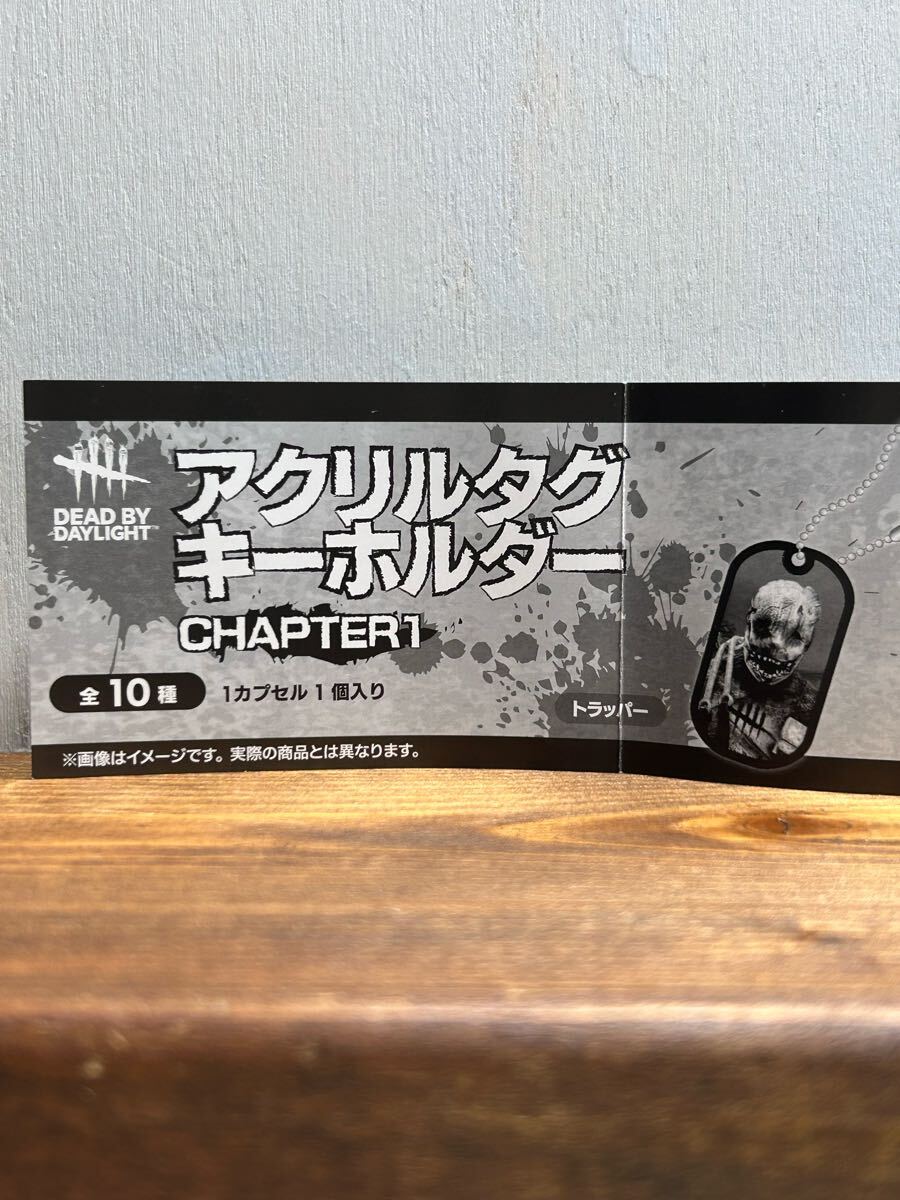 DEAD BY
DAYLIGHT
アクリルタグ
キーホルダー
CHAPTER1
全10種
1カプセル1個入り
トラッパー
※画像はイメージです。実際の商品とは異なります。